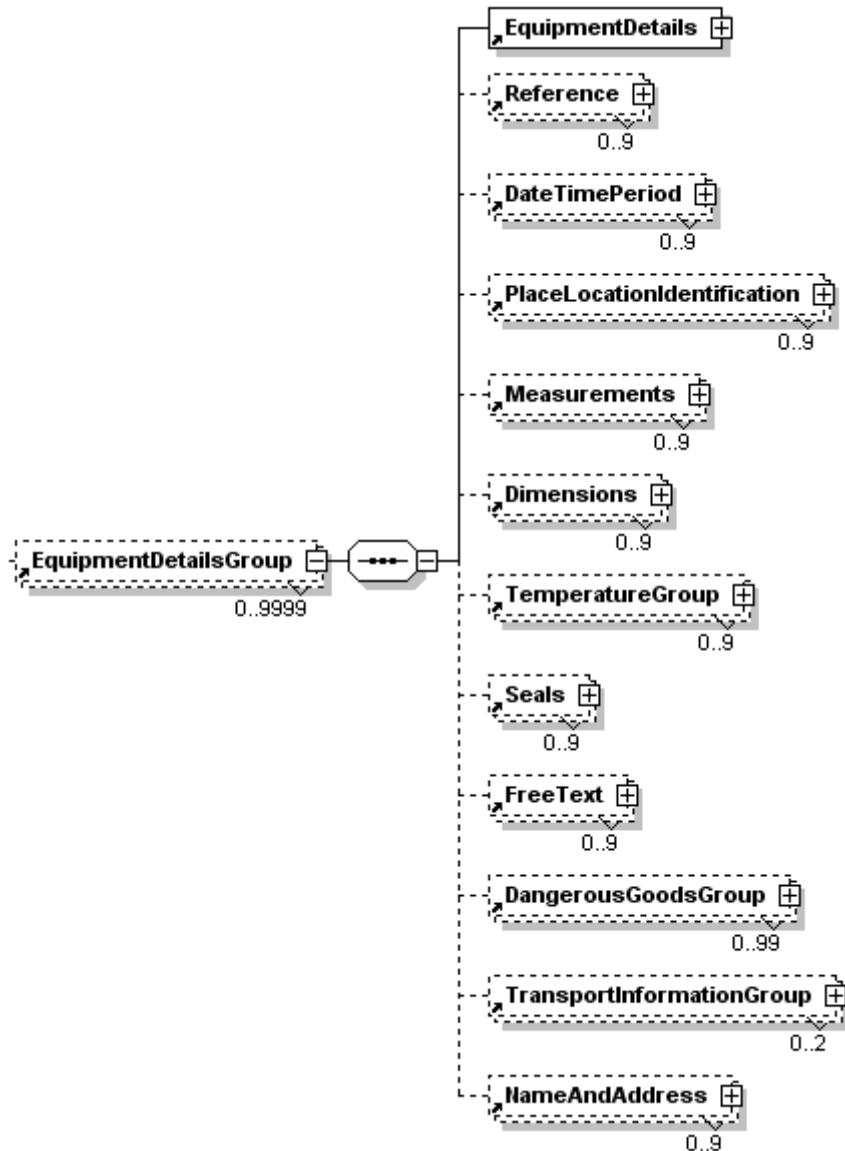 EquipmentDetails
Reference
0..9
DateTimePeriod
0..9
PlaceLocationIdentification
0..9
Measurements
0..9
Dimensions
0..9
EquipmentDetailsGroup
0..9999
TemperatureGroup
0..9
Seals
0..9
FreeText
0..9
DangerousGoodsGroup
0..99
TransportInformationGroup
0..2
NameAndAddress
0..9